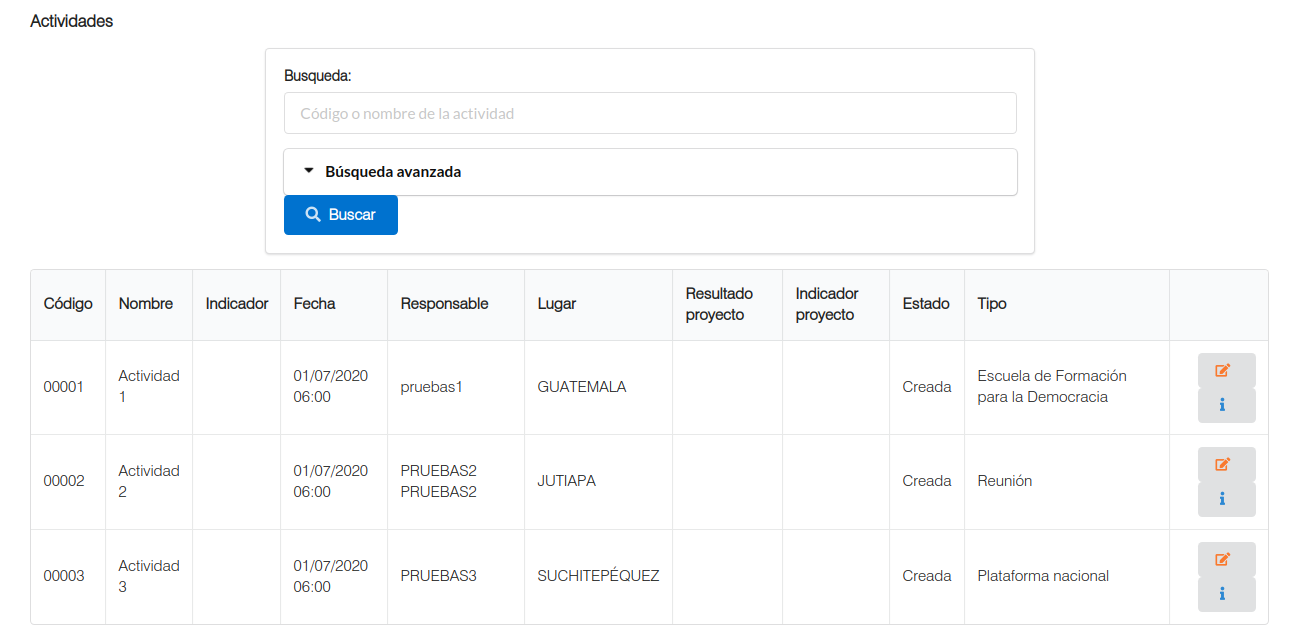 Actividades
Busqueda:
Código o nombre de la actividad
Búsqueda avanzada
Buscar
Código Nombre Indicador Fecha Responsable Lugar Resultado proyecto Indicador proyecto Estado Tipo
00001 Actividad 1 01/07/2020 06:00 pruebas1 GUATEMALA Creada Escuela de Formación para la Democracia
00002 Actividad 2 01/07/2020 06:00 PRUEBAS2 PRUEBAS2 JUTIAPA Creada Reunión
00003 Actividad 3 01/07/2020 06:00 PRUEBAS3 SUCHITEPÉQUEZ Creada Plataforma nacional